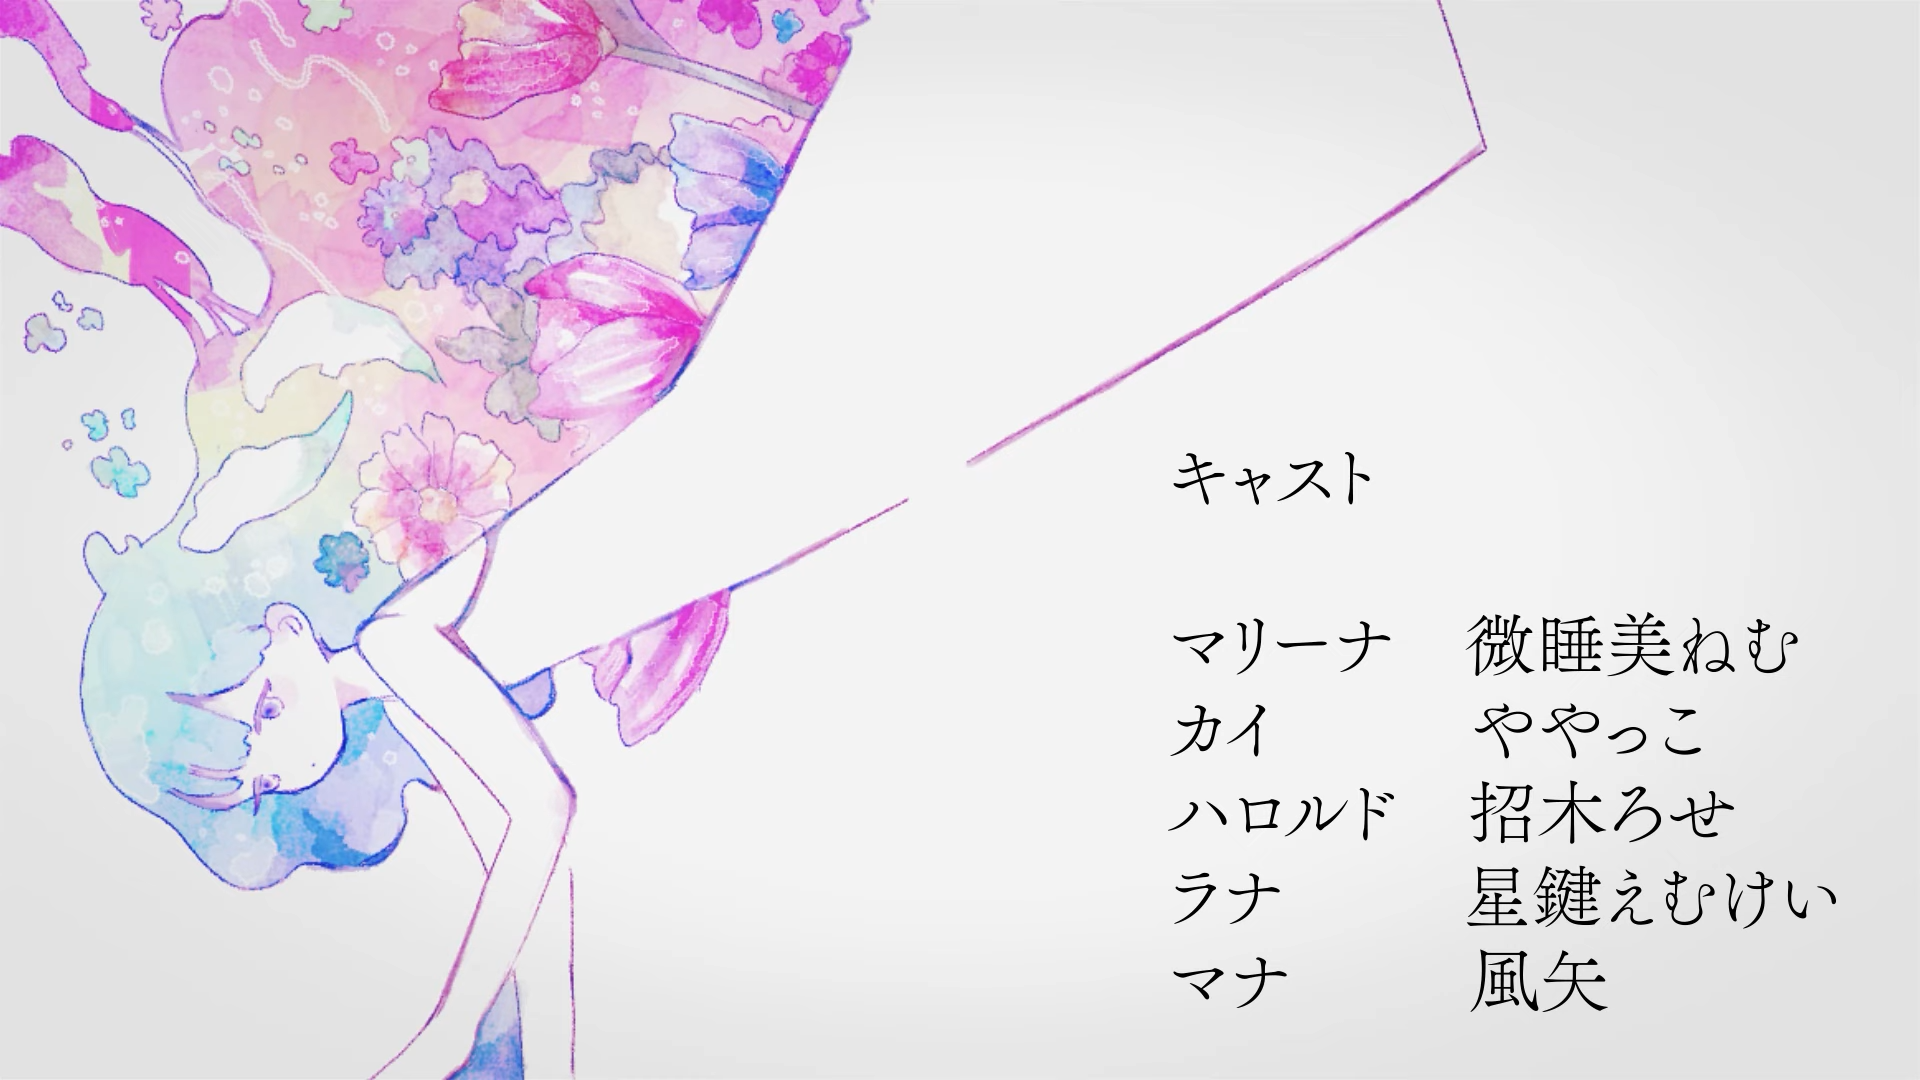 キャスト
マリーナ 微睡美ねむ
カイ ややっこ
ハロルド 招木ろせ
ラナ 星鍵えむけい
マナ 風矢